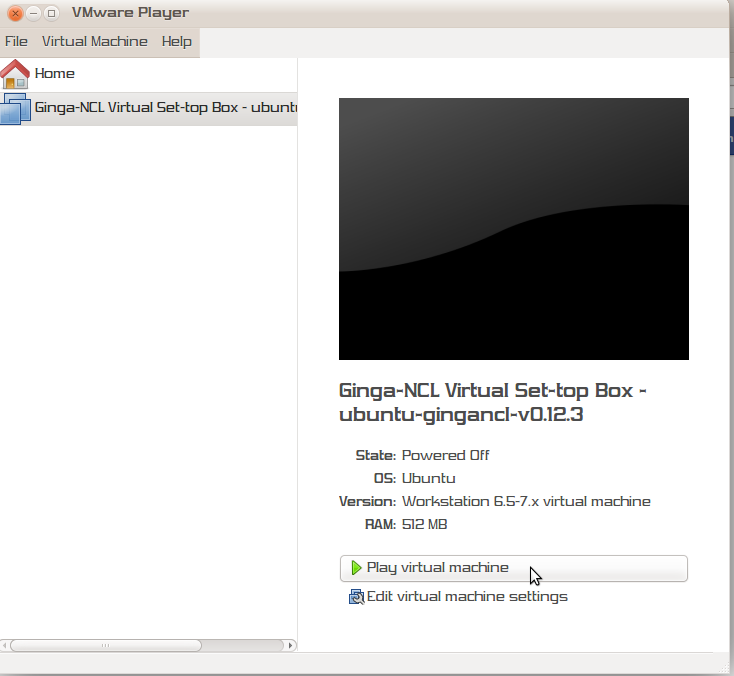 VMware Player
File Virtual Machine Help
Home
Ginga-NCL Virtual Set-top Box - ubunt
Ginga-NCL Virtual Set-top Box -
ubuntu-gingancl-v0.12.3
State: Powered Off
OS: Ubuntu
Version: Workstation 6.5-7.x virtual machine
RAM: 512 MB
Play virtual machine
Edit virtual machine settings